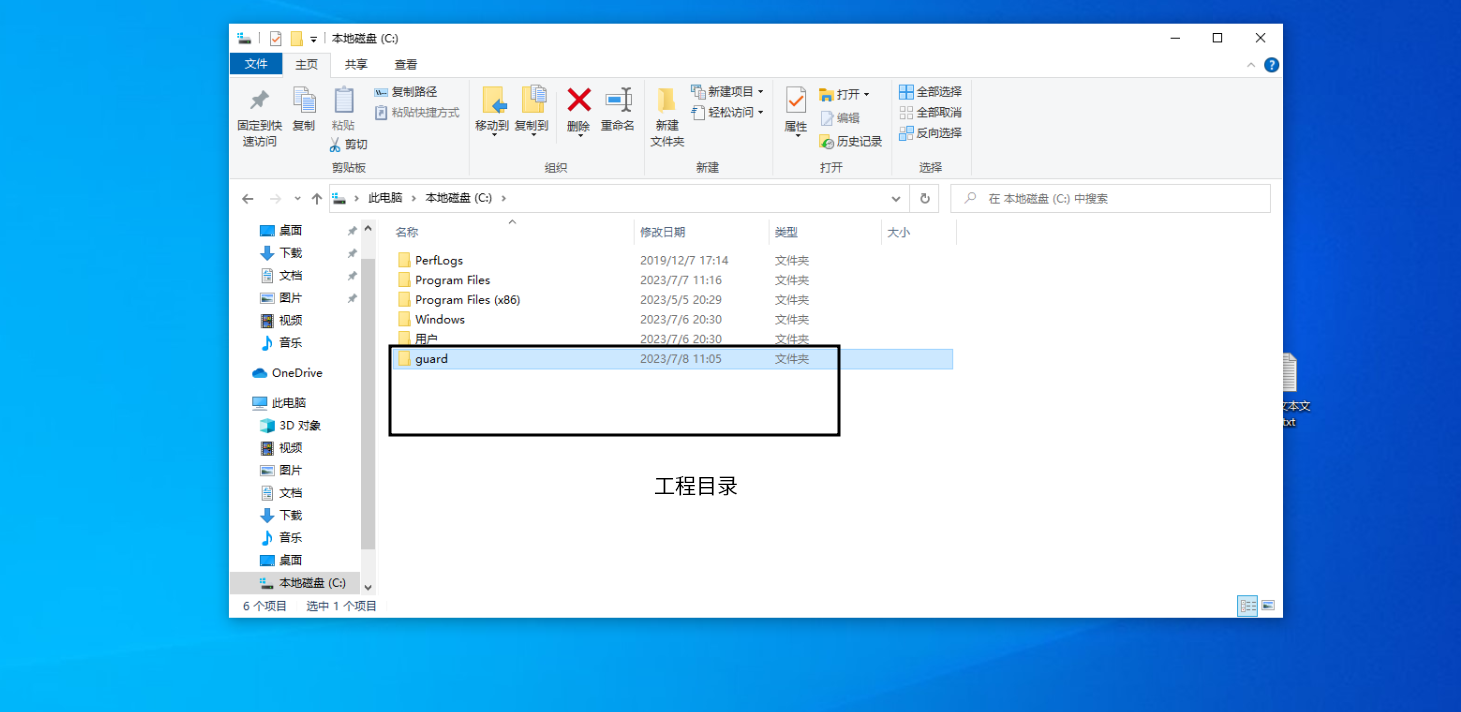 本地磁盘 (C:)
文件 主页 共享 查看
固定到快速访问
复制
粘贴
复制路径
粘贴快捷方式
剪切
剪贴板
移动到 复制到 删除 重命名
组织
新建文件夹
新建项目
轻松访问
新建
属性
打开
编辑
历史记录
打开
全部选择
全部取消
反向选择
选择
此电脑 本地磁盘 (C:)
在 本地磁盘 (C:) 中搜索
桌面
下载
文档
图片
视频
音乐
OneDrive
此电脑
3D 对象
视频
图片
文档
下载
音乐
桌面
本地磁盘 (C:)
名称 修改日期 类型 大小
PerfLogs 2019/12/7 17:14 文件夹
Program Files 2023/7/7 11:16 文件夹
Program Files (x86) 2023/5/5 20:29 文件夹
Windows 2023/7/6 20:30 文件夹
用户 2023/7/6 20:30 文件夹
guard 2023/7/8 11:05 文件夹
工程目录
6 个项目 选中 1 个项目
本文
txt